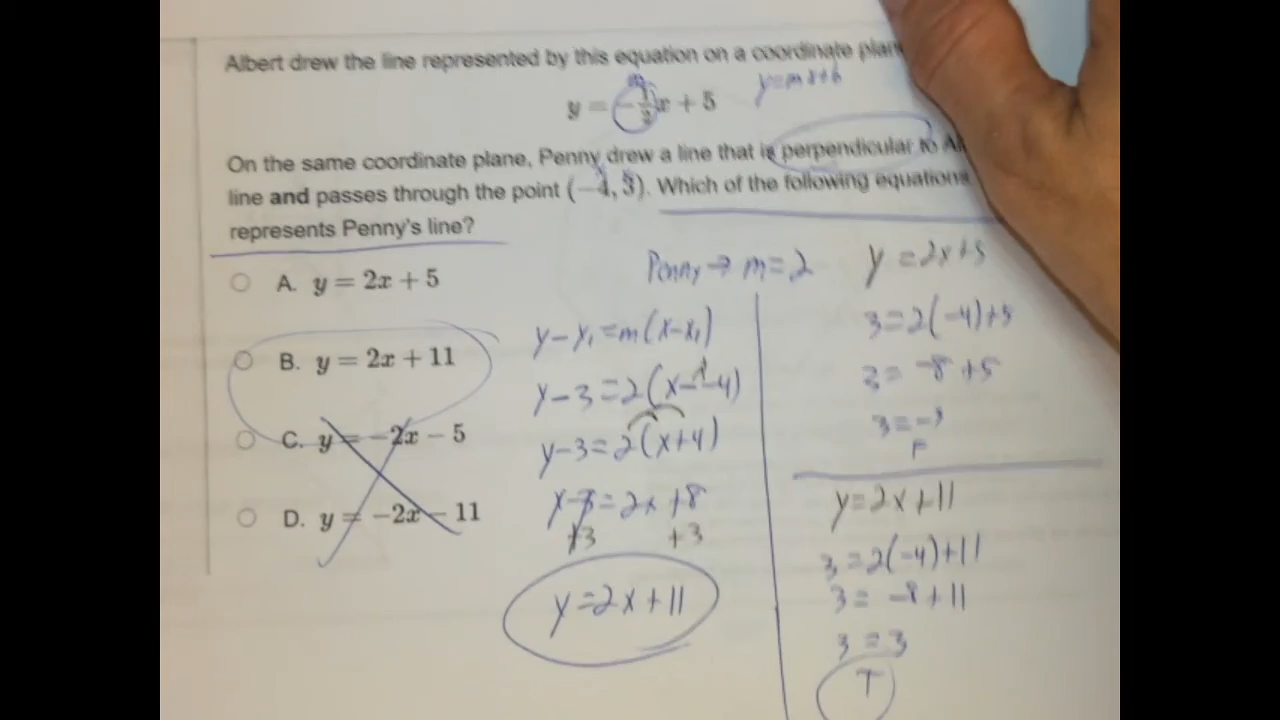 Albert drew the line represented by this equation on a coordinate plan
y = -1/2x + 5
m
y=mx+b
On the same coordinate plane, Penny drew a line that is perpendicular to Al
line and passes through the point (-4, 3). Which of the following equations
represents Penny's line?
A. y = 2x + 5
B. y = 2x + 11
C. y = -2x - 5
D. y = -2x - 11
Penny → m=2
y-y₁=m(x-x₁)
y-3=2(x--4)
y-3=2(x+4)
y-3=2x+8
+3 +3
y=2x+11
y=2x+5
3=2(-4)+5
3=-8+5
3=-3
F
y=2x+11
3=2(-4)+11
3=-8+11
3=3
T